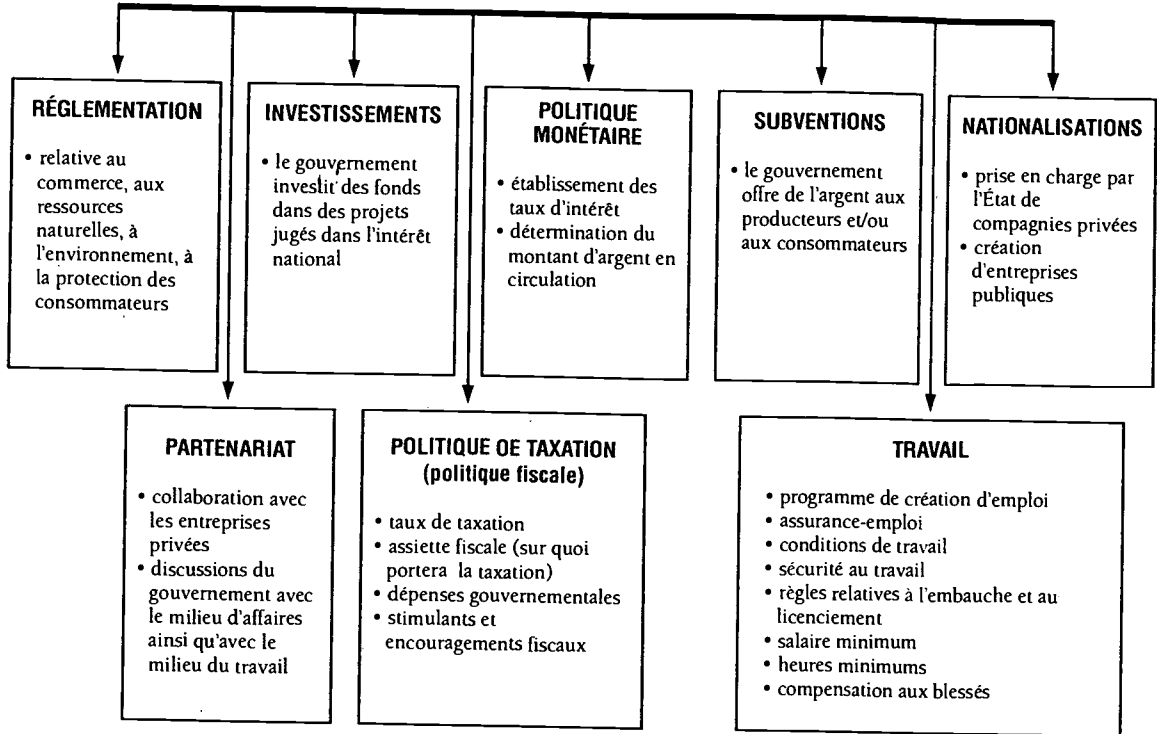 RÉGLEMENTATION
• relative au
commerce, aux
ressources
naturelles, à
l'environnement, à
la protection des
consommateurs
INVESTISSEMENTS
• le gouvernement
investit des fonds
dans des projets
jugés dans l'intérêt
national
POLITIQUE
MONÉTAIRE
• établissement des
taux d'intérêt
• détermination du
montant d'argent en
circulation
SUBVENTIONS
• le gouvernement
offre de l'argent aux
producteurs et/ou
aux consommateurs
NATIONALISATIONS
• prise en charge par
l'État de
compagnies privées
• création
d'entreprises
publiques
PARTENARIAT
• collaboration avec
les entreprises
privées
• discussions du
gouvernement avec
le milieu d'affaires
ainsi qu'avec le
milieu du travail
POLITIQUE DE TAXATION
(politique fiscale)
• taux de taxation
• assiette fiscale (sur quoi
portera la taxation)
• dépenses gouvernementales
• stimulants et
encouragements fiscaux
TRAVAIL
• programme de création d'emploi
• assurance-emploi
• conditions de travail
• sécurité au travail
• règles relatives à l'embauche et au
licenciement
• salaire minimum
• heures minimums
• compensation aux blessés